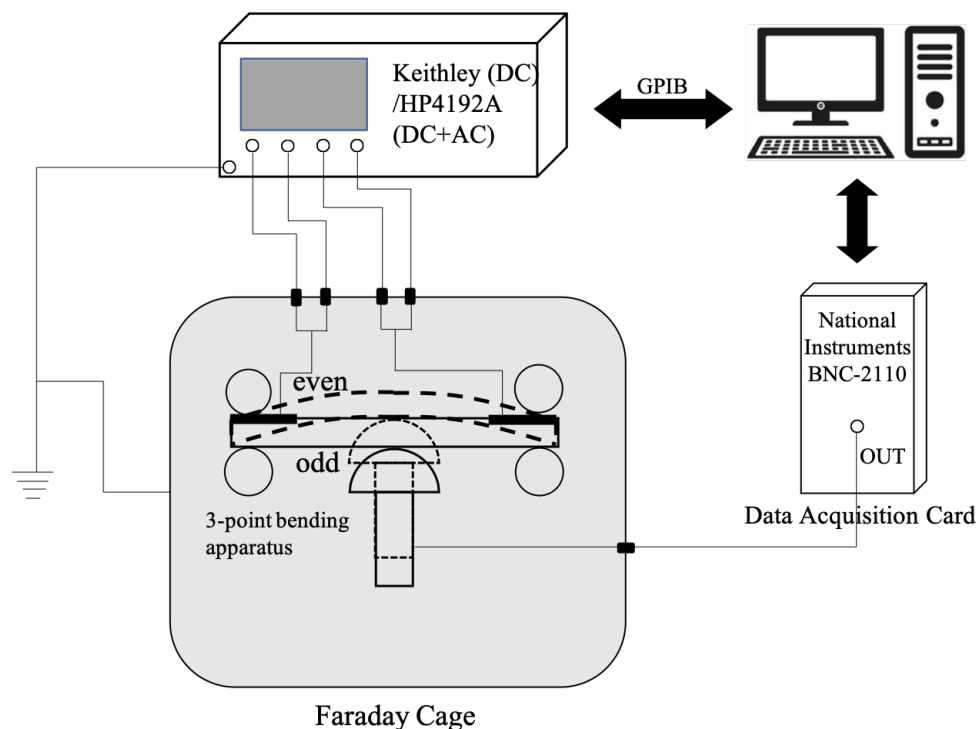 Keithley (DC)
/HP4192A
(DC+AC)
GPIB
National
Instruments
BNC-2110
OUT
Data Acquisition Card
even
odd
3-point bending
apparatus
Faraday Cage